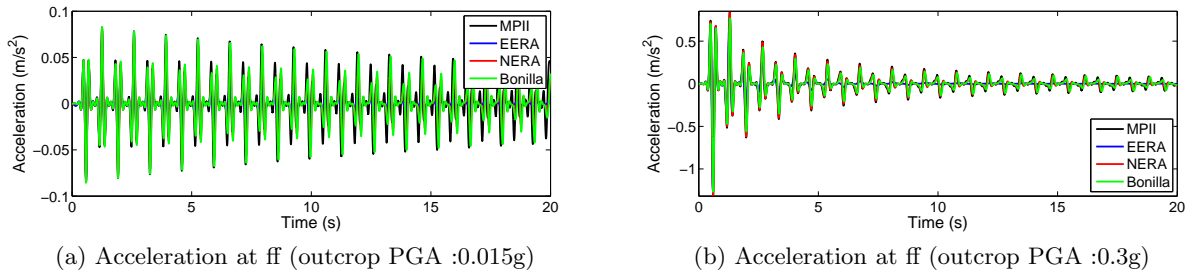 Acceleration (m/s²)
0.1
0.05
0
−0.05
−0.1
0 5 10 15 20
Time (s)
MPII
EERA
NERA
Bonilla
(a) Acceleration at ff (outcrop PGA :0.015g)
Acceleration (m/s²)
0.5
0
−0.5
−1
0 5 10 15 20
Time (s)
MPII
EERA
NERA
Bonilla
(b) Acceleration at ff (outcrop PGA :0.3g)